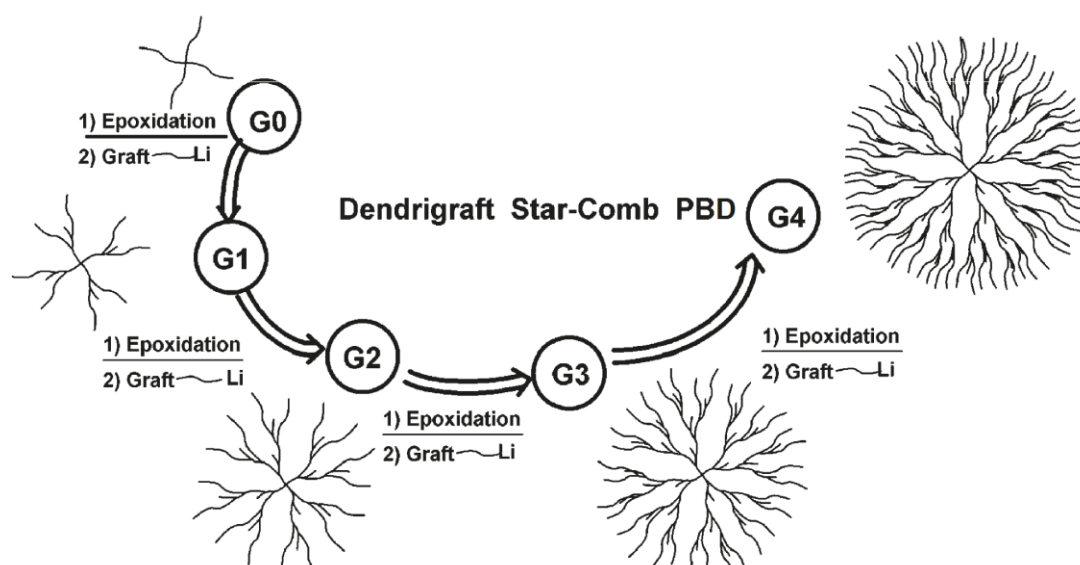 G0
1) Epoxidation
2) Graft Li
G1
Dendrigraft Star-Comb PBD
G4
1) Epoxidation
2) Graft Li
G2
1) Epoxidation
2) Graft Li
G3
1) Epoxidation
2) Graft Li